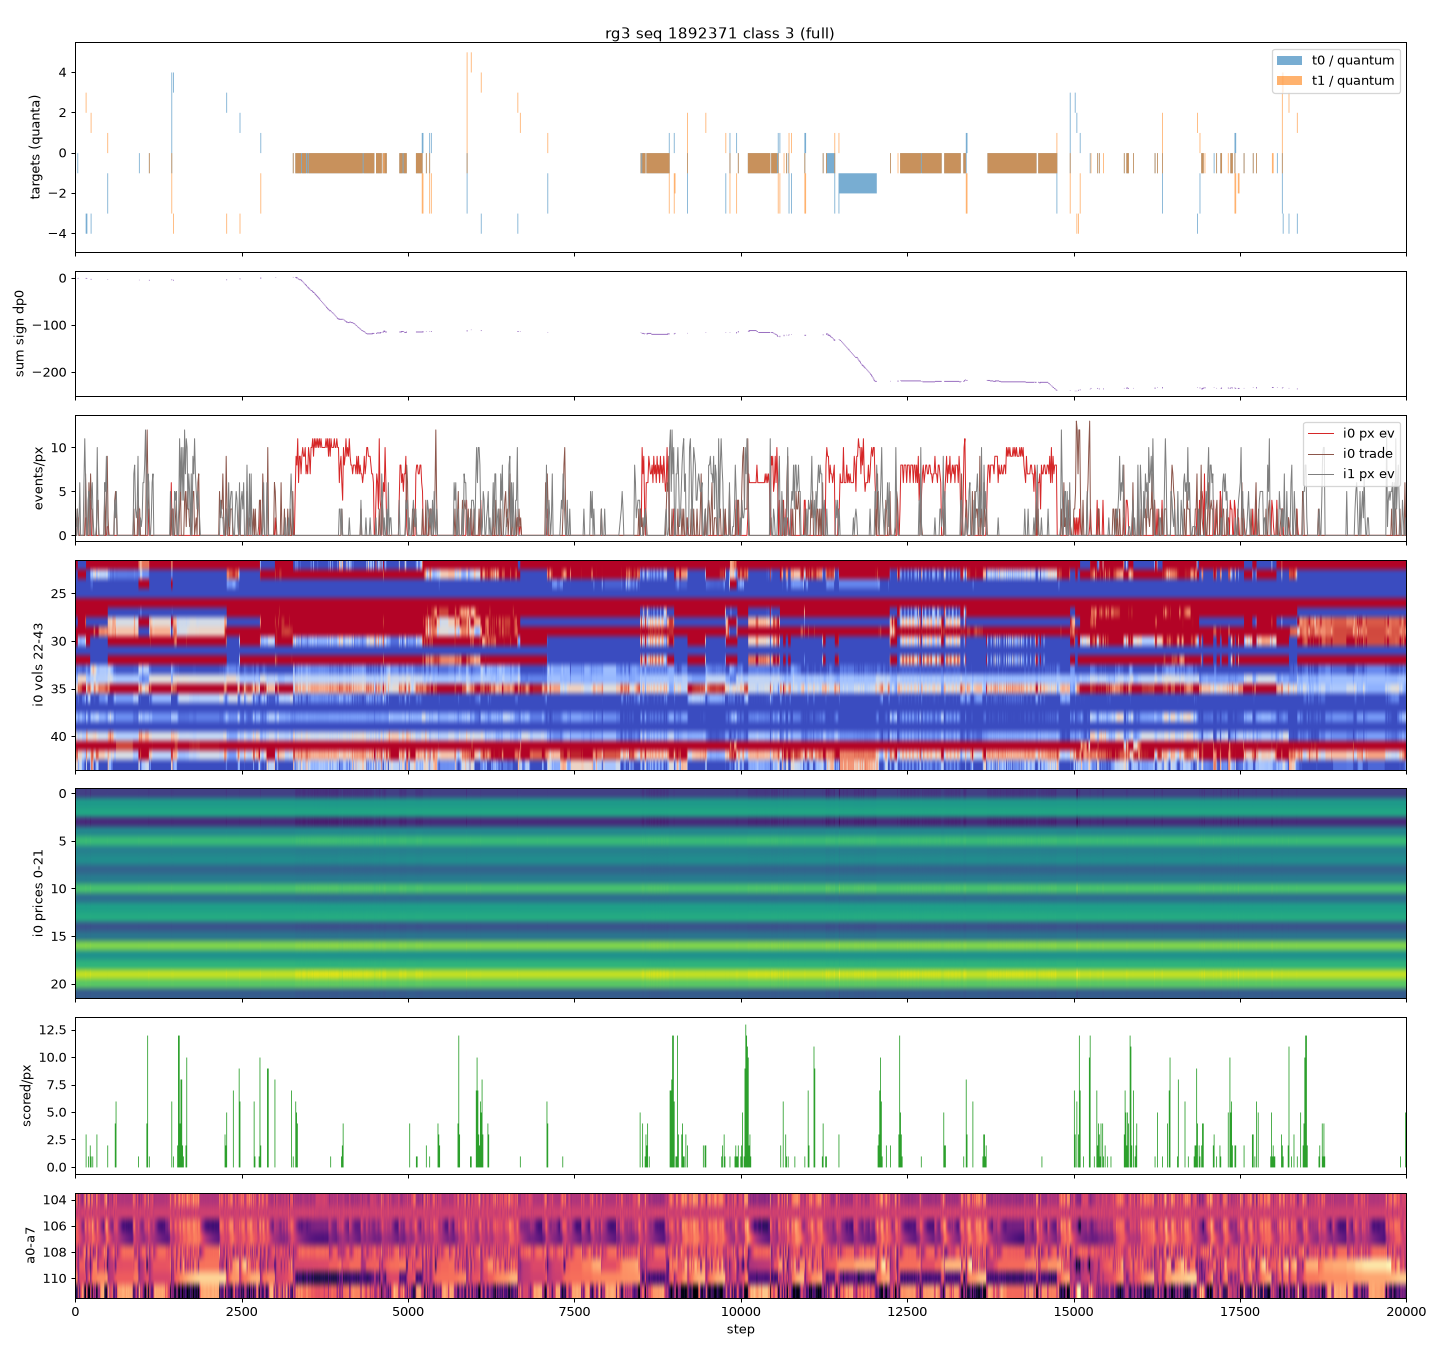 rg3 seq 1892371 class 3 (full)
targets (quanta)
4
2
0
−2
−4
t0 / quantum
t1 / quantum
sum sign dp0
0
−100
−200
events/px
10
5
0
i0 px ev
i0 trade
i1 px ev
i0 vols 22-43
25
30
35
40
i0 prices 0-21
0
5
10
15
20
scored/px
12.5
10.0
7.5
5.0
2.5
0.0
a0-a7
104
106
108
110
0 2500 5000 7500 10000 12500 15000 17500 20000
step